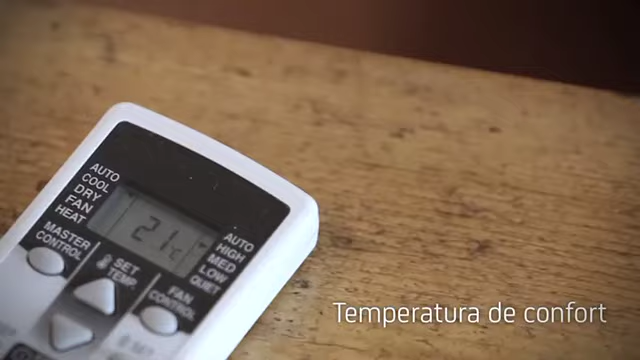 AUTO
COOL
DRY
FAN
HEAT
21°C
AUTO
HIGH
MED
LOW
QUIET
MASTER
CONTROL
SET
TEMP.
FAN
CONTROL
Temperatura de confort